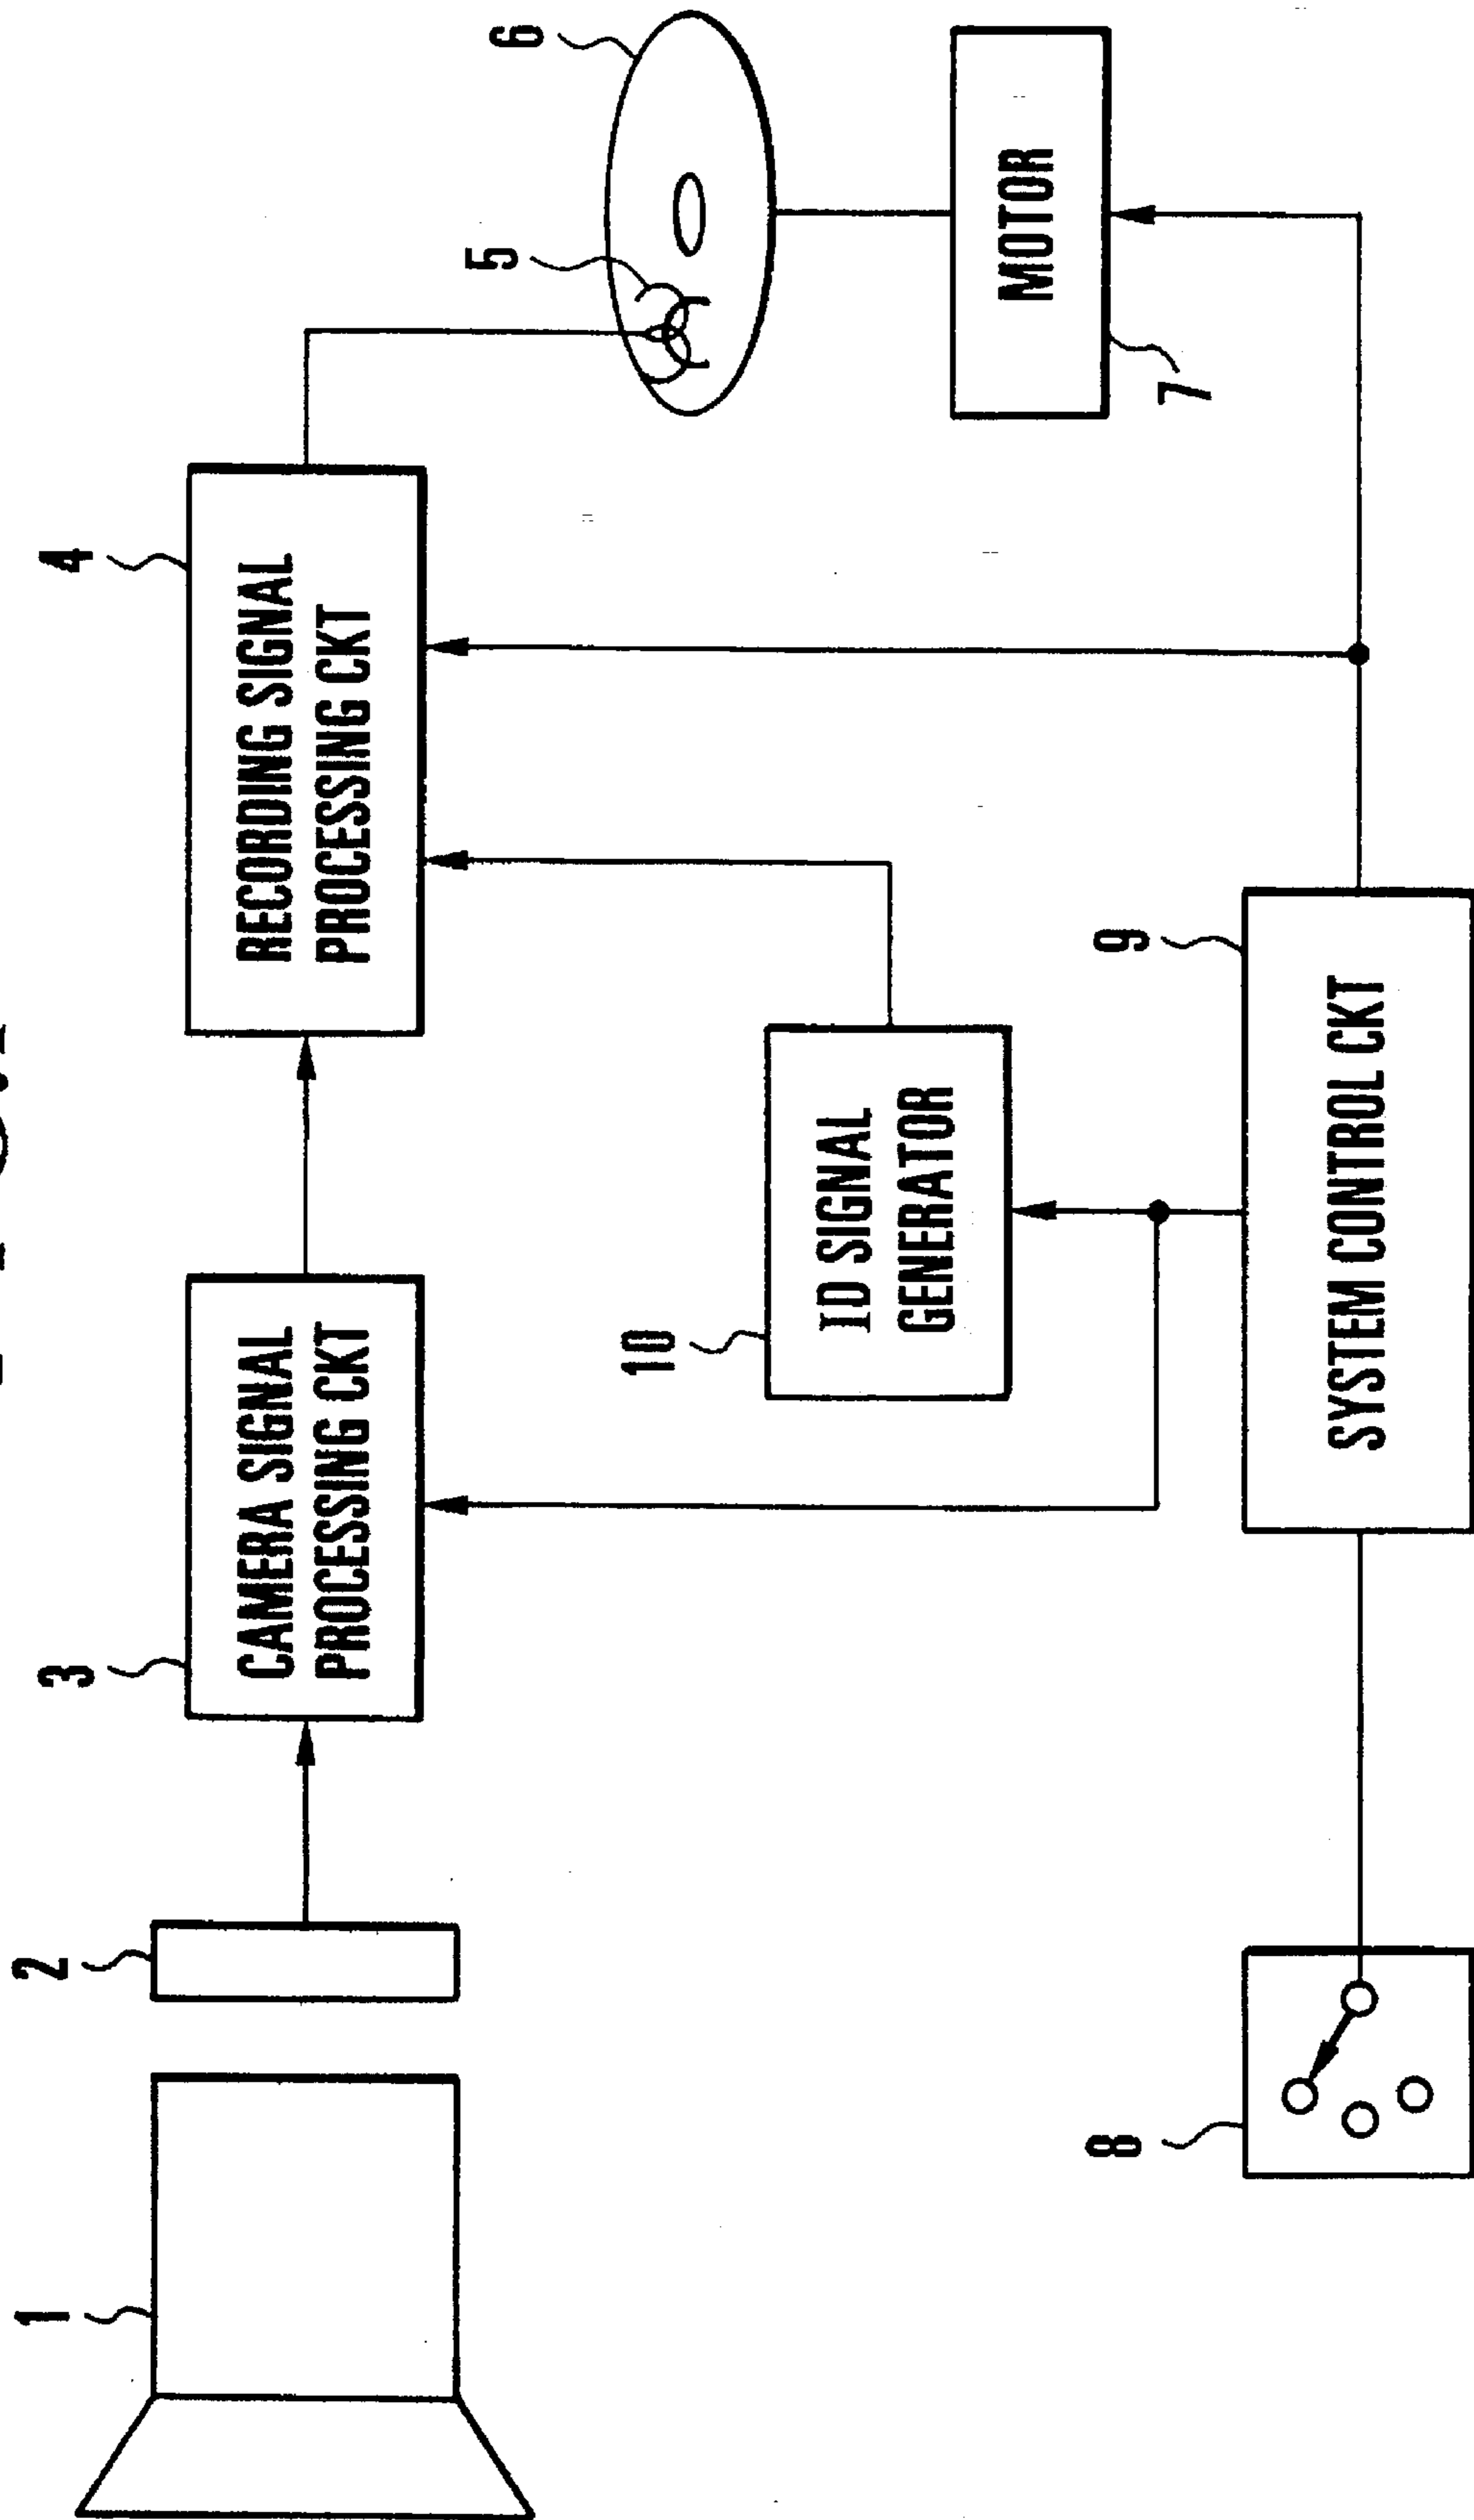 1
2
3
CAMERA SIGNAL
PROCESSING CKT
4
RECORDING SIGNAL
PROCESSING CKT
5
6
10
ID SIGNAL
GENERATOR
MOTOR
7
8
9
SYSTEM CONTROL CKT